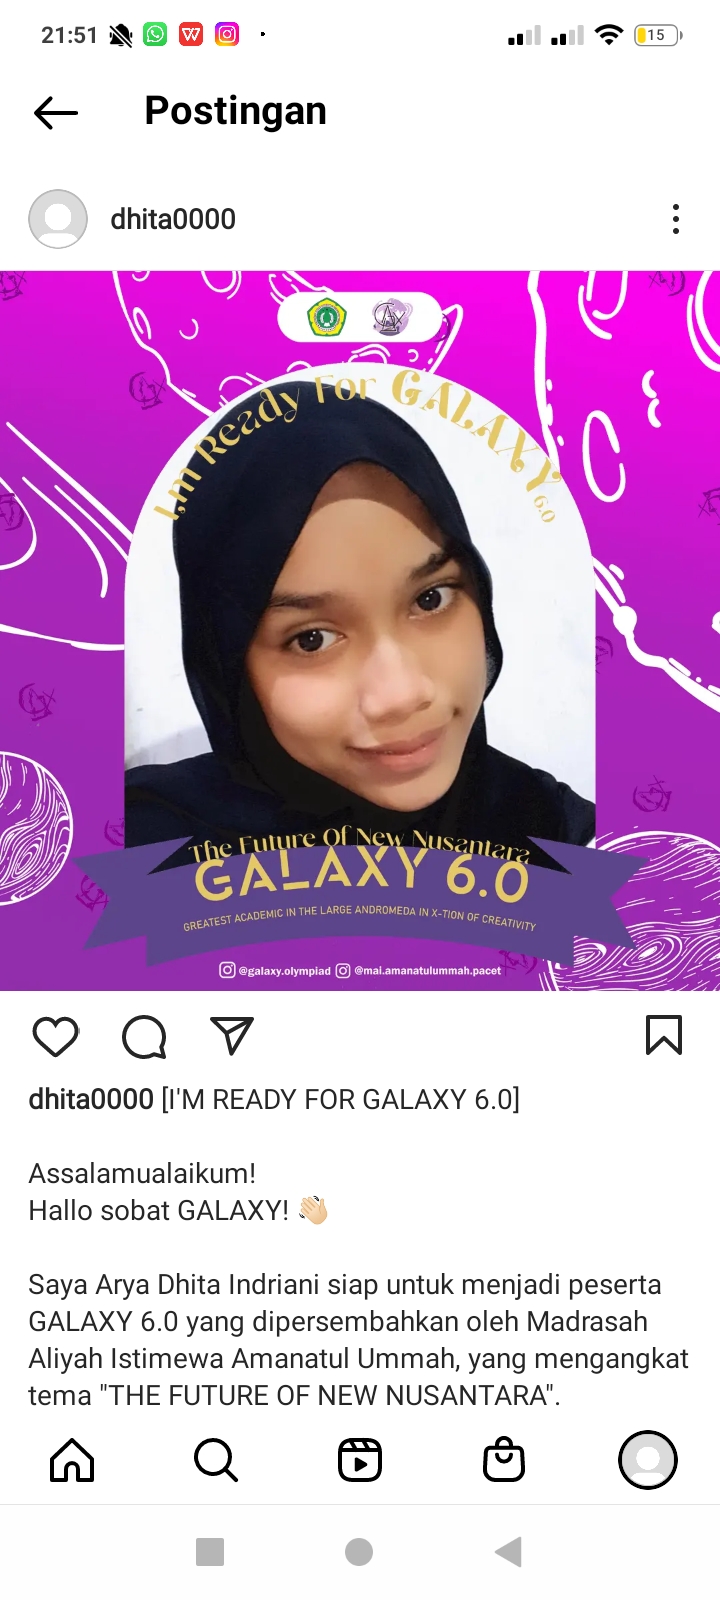 21:51
15
Postingan
dhita0000
I,m Ready For GALAXY 6.0
The Future Of New Nusantara
GALAXY 6.0
GREATEST ACADEMIC IN THE LARGE ANDROMEDA IN X-TION OF CREATIVITY
@galaxy.olympiad @mai.amanatulummah.pacet
dhita0000 [I'M READY FOR GALAXY 6.0]
Assalamualaikum!
Hallo sobat GALAXY! 👋🏻
Saya Arya Dhita Indriani siap untuk menjadi peserta
GALAXY 6.0 yang dipersembahkan oleh Madrasah
Aliyah Istimewa Amanatul Ummah, yang mengangkat
tema "THE FUTURE OF NEW NUSANTARA".